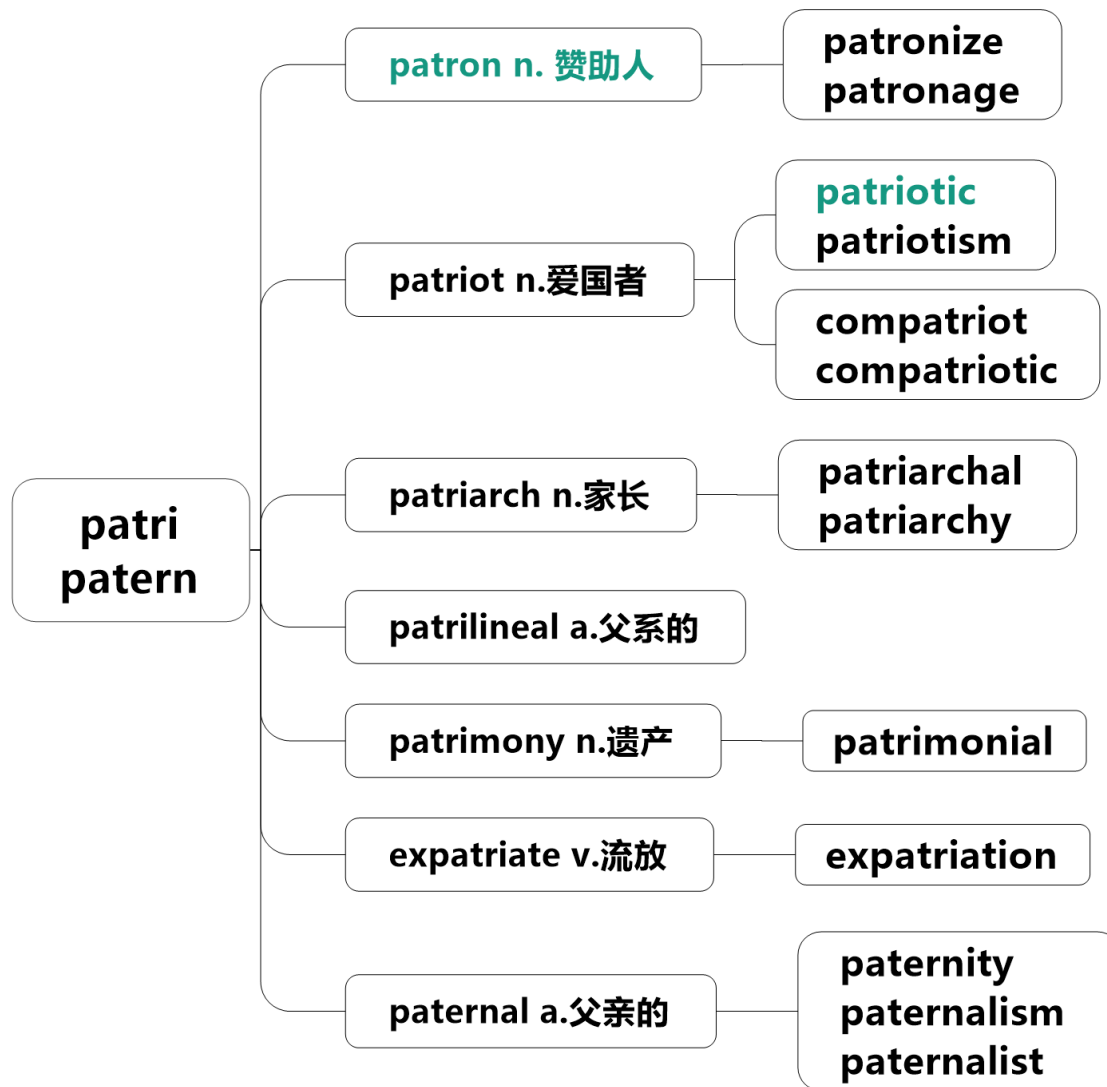 patri
patern
patron n. 赞助人
patronize
patronage
patriot n.爱国者
patriotic
patriotism
compatriot
compatriotic
patriarch n.家长
patriarchal
patriarchy
patrilineal a.父系的
patrimony n.遗产
patrimonial
expatriate v.流放
expatriation
paternal a.父亲的
paternity
paternalism
paternalist